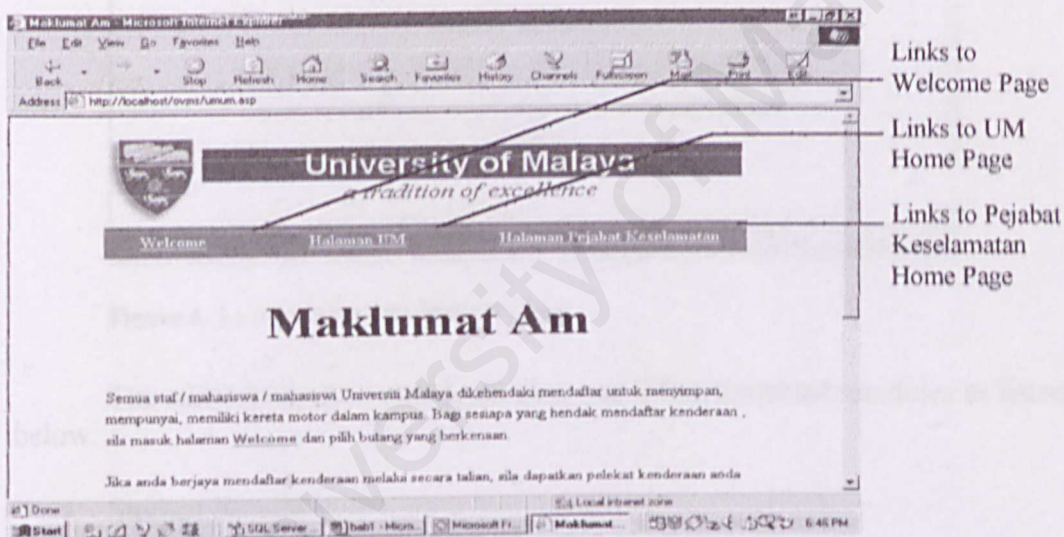 Maklumat Am - Microsoft Internet Explorer
File Edit View Go Favorites Help
Back Stop Refresh Home Search Favorites History Channels Fullscreen Mail Print Edit
Address http://localhost/ovms/umum.asp
University of Malaya
a tradition of excellence
Welcome Halaman UM Halaman Pejabat Keselamatan
Maklumat Am
Semua staf / mahasiswa / mahasiswi Universiti Malaya dikehendaki mendaftar untuk menyimpan,
mempunyai, memiliki kereta motor dalam kampus. Bagi sesiapa yang hendak mendaftar kenderaan ,
sila masuk halaman Welcome dan pilih butang yang berkenaan.
Jika anda berjaya mendaftar kenderaan melalui secara talian, sila dapatkan pelekat kenderaan anda
Done Local intranet zone
Start SQL Server Microsoft Maklumat... 6:46 PM
Links to
Welcome Page
Links to UM
Home Page
Links to Pejabat
Keselamatan
Home Page
below